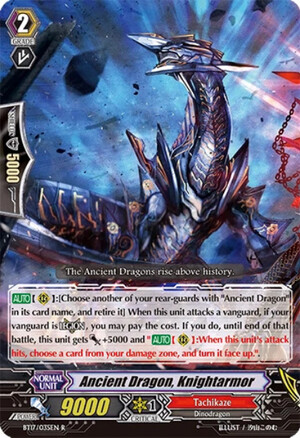 2
GRADE
5000
The Ancient Dragons rise above history.
AUTO [ ]:[Choose another of your rear-guards with "Ancient Dragon"
in its card name, and retire it] When this unit attacks a vanguard, if your
vanguard is LEGION, you may pay the cost. If you do, until end of that
battle, this unit gets +5000 and "AUTO [ ]:When this unit's attack
hits, choose a card from your damage zone, and turn it face up.".
NORMAL
UNIT
Ancient Dragon, Knightarmor
POWER
9000
1
CRITICAL
Tachikaze
Dinodragon
BT17/035EN R
ILLUST /